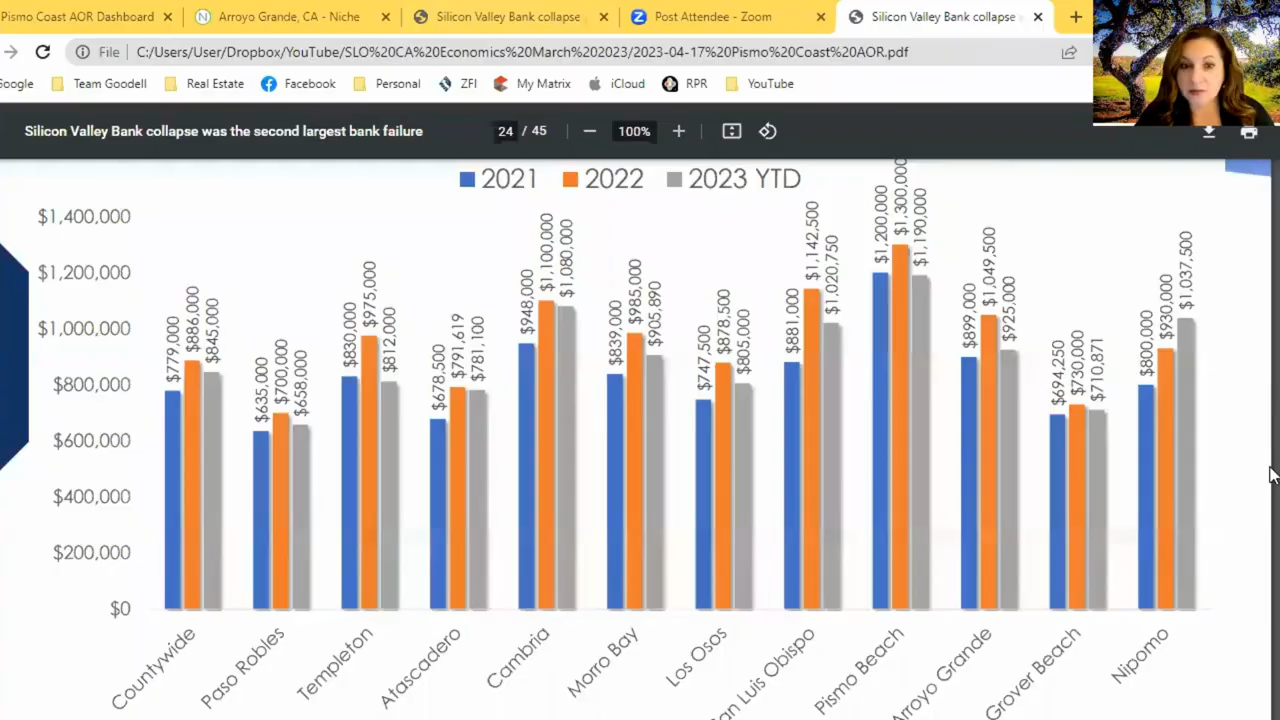 Pismo Coast AOR Dashboard
Arroyo Grande, CA - Niche
Silicon Valley Bank collapse
Post Attendee - Zoom
Silicon Valley Bank collapse
File
C:/Users/User/Dropbox/YouTube/SLO%20CA%20Economics%20March%202023/2023-04-17%20Pismo%20Coast%20AOR.pdf
Google
Team Goodell
Real Estate
Facebook
Personal
ZFI
My Matrix
iCloud
RPR
YouTube
Silicon Valley Bank collapse was the second largest bank failure
24 / 45
100%
2021
2022
2023 YTD
$1,400,000
$1,200,000
$1,000,000
$800,000
$600,000
$400,000
$200,000
$0
$779,000
$886,000
$845,000
$635,000
$700,000
$658,000
$830,000
$975,000
$812,000
$678,500
$791,619
$781,100
$948,000
$1,100,000
$1,080,000
$839,000
$985,000
$905,890
$747,500
$878,500
$805,000
$881,000
$1,142,500
$1,020,750
$1,200,000
$1,300,000
$1,190,000
$899,000
$1,049,500
$925,000
$694,250
$730,000
$710,871
$800,000
$930,000
$1,037,500
Countywide
Paso Robles
Templeton
Atascadero
Cambria
Morro Bay
Los Osos
San Luis Obispo
Pismo Beach
Arroyo Grande
Grover Beach
Nipomo